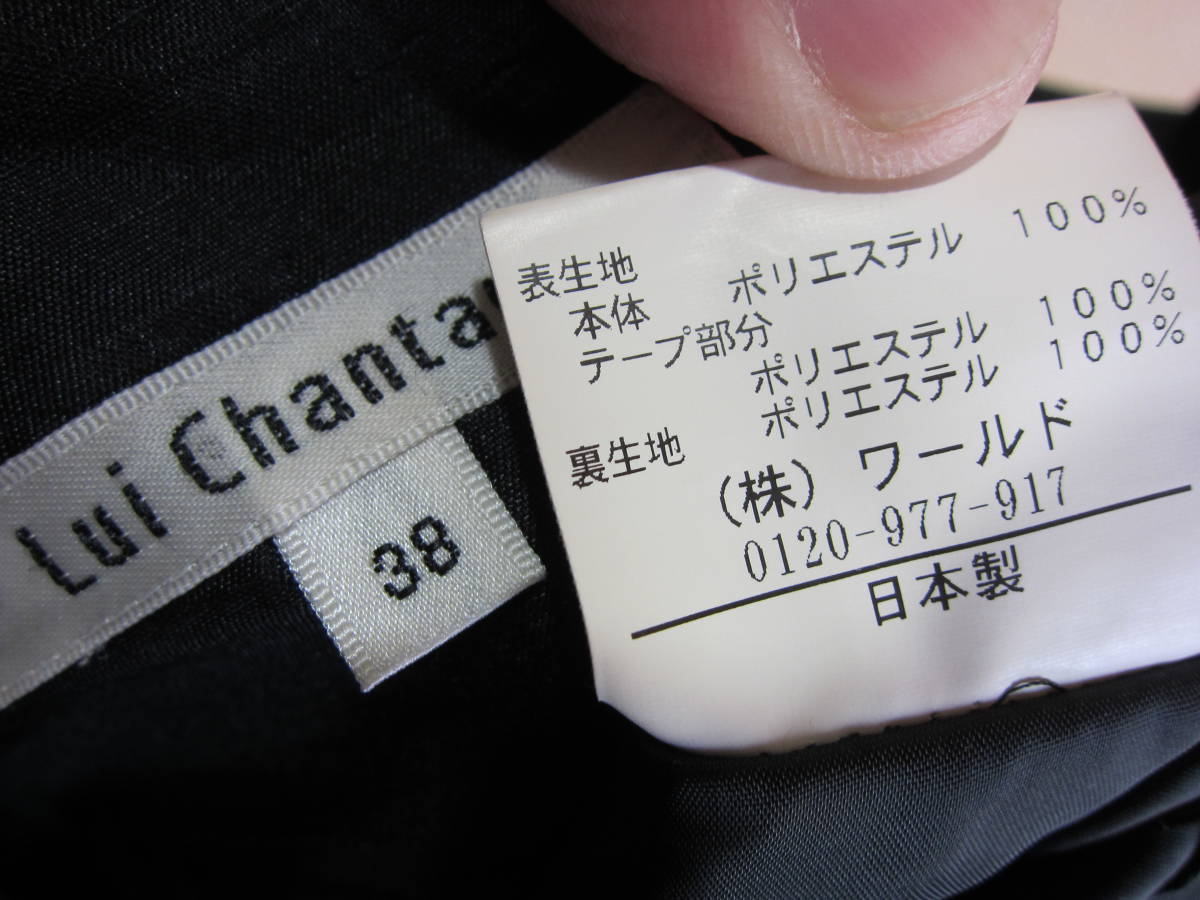 Lui Chanta
38
表生地
本体 ポリエステル 100%
テープ部分
ポリエステル 100%
裏生地 ポリエステル 100%
(株) ワールド
0120-977-917
日本製